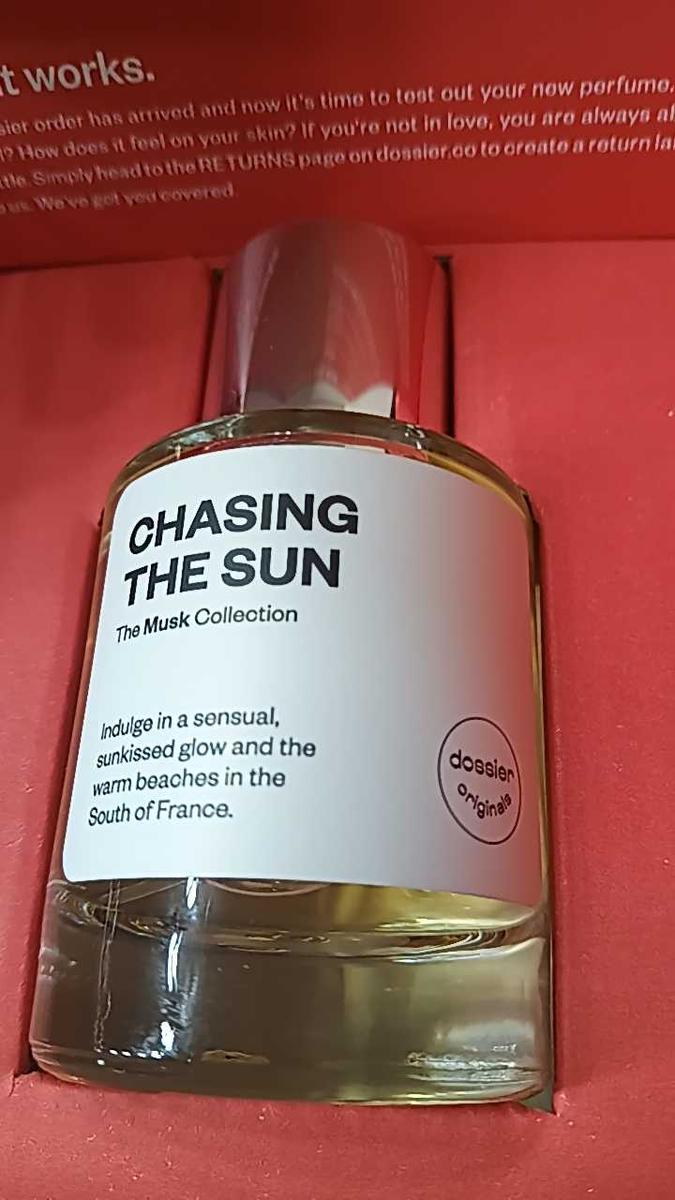 t works.
sier order has arrived and now it's time to test out your new perfume.
l? How does it feel on your skin? If you're not in love, you are always al
ttle. Simply head to the RETURNS page on dossier.co to create a return la
us. We've got you covered.
CHASING
THE SUN
The Musk Collection
Indulge in a sensual,
sunkissed glow and the
warm beaches in the
South of France.
dossier
originals